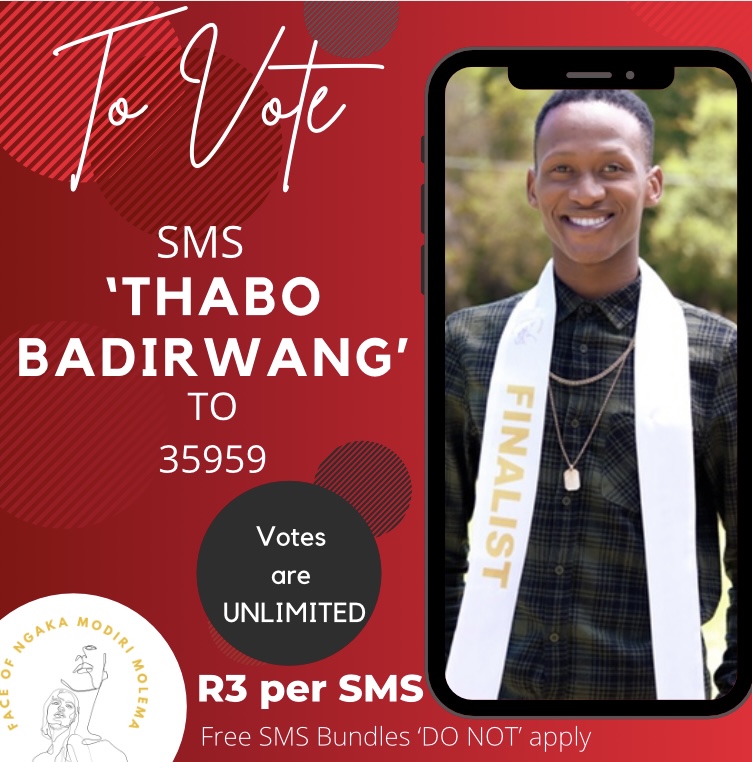 To Vote
SMS
‘THABO
BADIRWANG’
TO
35959
Votes
are
UNLIMITED
R3 per SMS
Free SMS Bundles ‘DO NOT’ apply
FACE OF NGAKA MODIRI MOLEMA
FINALIST